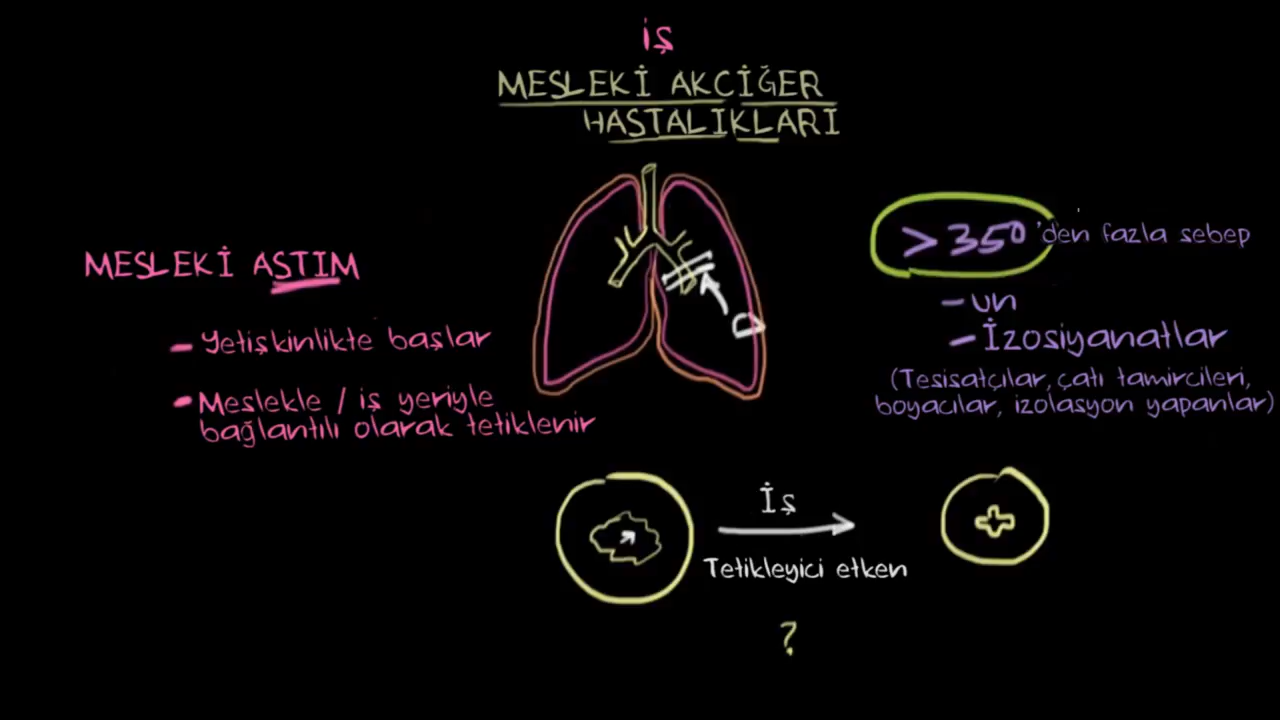 İŞ
MESLEKİ AKCİĞER
HASTALIKLARI
MESLEKİ ASTIM
- Yetişkinlikte başlar
- Meslekle / iş yeriyle
bağlantılı olarak tetiklenir
> 350 'den fazla sebep
- un
- İzosiyanatlar
(Tesisatçılar, çatı tamircileri,
boyacılar, izolasyon yapanlar)
İş
Tetikleyici etken
?